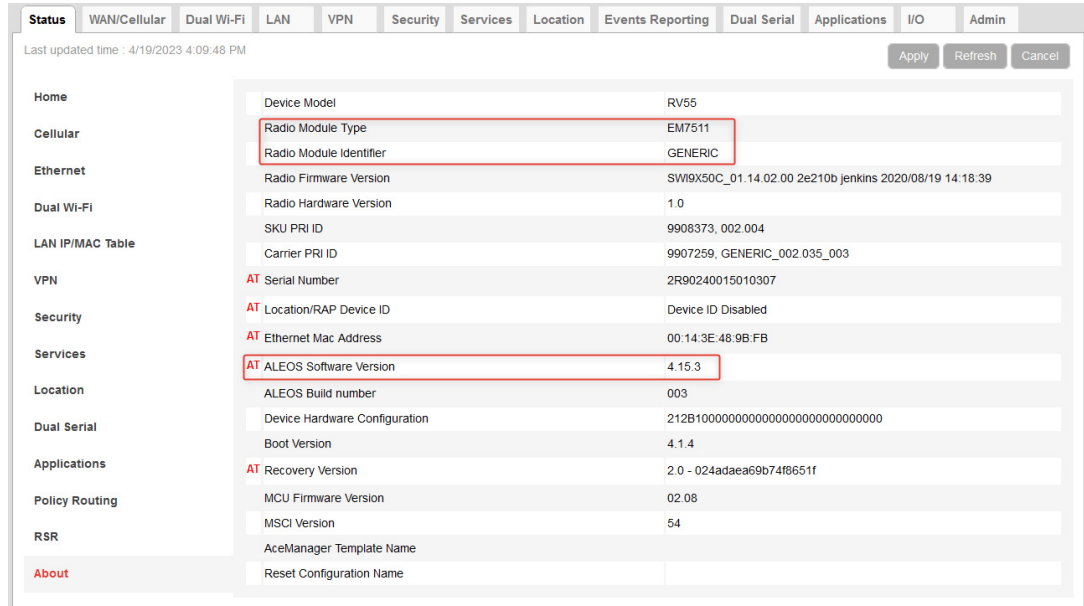 Status WAN/Cellular Dual Wi-Fi LAN VPN Security Services Location Events Reporting Dual Serial Applications I/O Admin
Last updated time : 4/19/2023 4:09:48 PM
Apply Refresh Cancel
Home
Cellular
Ethernet
Dual Wi-Fi
LAN IP/MAC Table
VPN
Security
Services
Location
Dual Serial
Applications
Policy Routing
RSR
About
Device Model RV55
Radio Module Type EM7511
Radio Module Identifier GENERIC
Radio Firmware Version SWI9X50C_01.14.02.00 2e210b jenkins 2020/08/19 14:18:39
Radio Hardware Version 1.0
SKU PRI ID 9908373, 002.004
Carrier PRI ID 9907259, GENERIC_002.035_003
AT Serial Number 2R90240015010307
AT Location/RAP Device ID Device ID Disabled
AT Ethernet Mac Address 00:14:3E:48:9B:FB
AT ALEOS Software Version 4.15.3
ALEOS Build number 003
Device Hardware Configuration 212B1000000000000000000000000000
Boot Version 4.1.4
AT Recovery Version 2.0 - 024adaea69b74f8651f
MCU Firmware Version 02.08
MSCI Version 54
AceManager Template Name
Reset Configuration Name